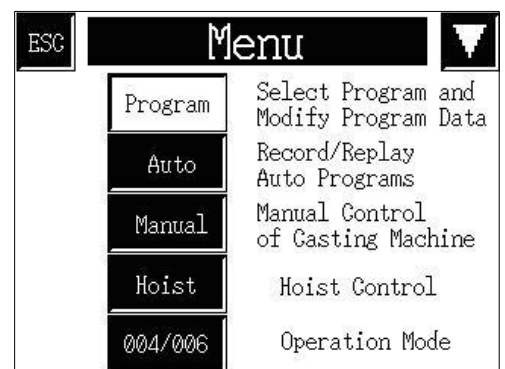 ESC Menu
Program Select Program and
Modify Program Data
Auto Record/Replay
Auto Programs
Manual Manual Control
of Casting Machine
Hoist Hoist Control
004/006 Operation Mode